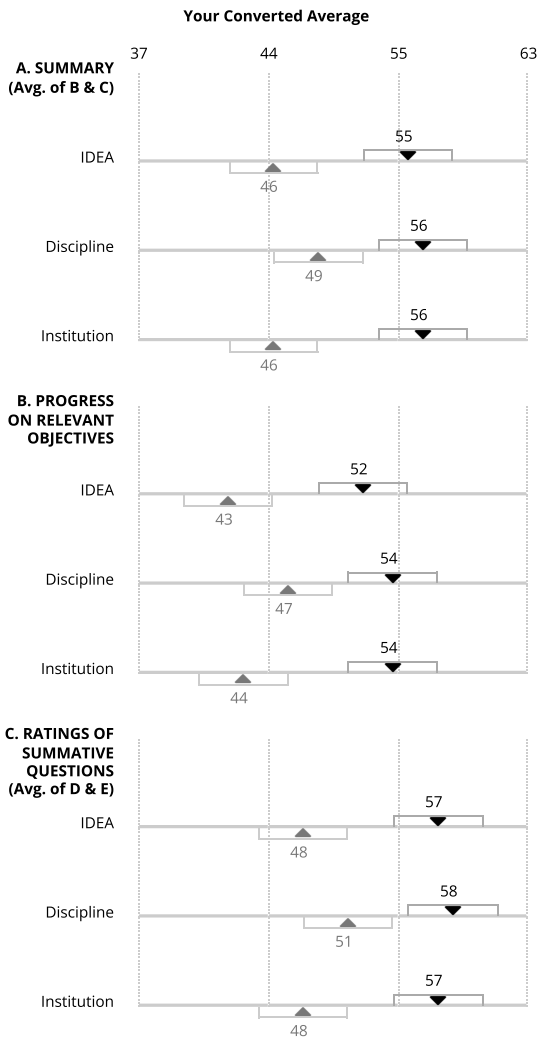 Your Converted Average
37 44 55 63
A. SUMMARY
(Avg. of B & C)
55
IDEA
46
56
Discipline
49
56
Institution
46
B. PROGRESS
ON RELEVANT
OBJECTIVES
52
IDEA
43
54
Discipline
47
54
Institution
44
C. RATINGS OF
SUMMATIVE
QUESTIONS
(Avg. of D & E)
57
IDEA
48
58
Discipline
51
57
Institution
48